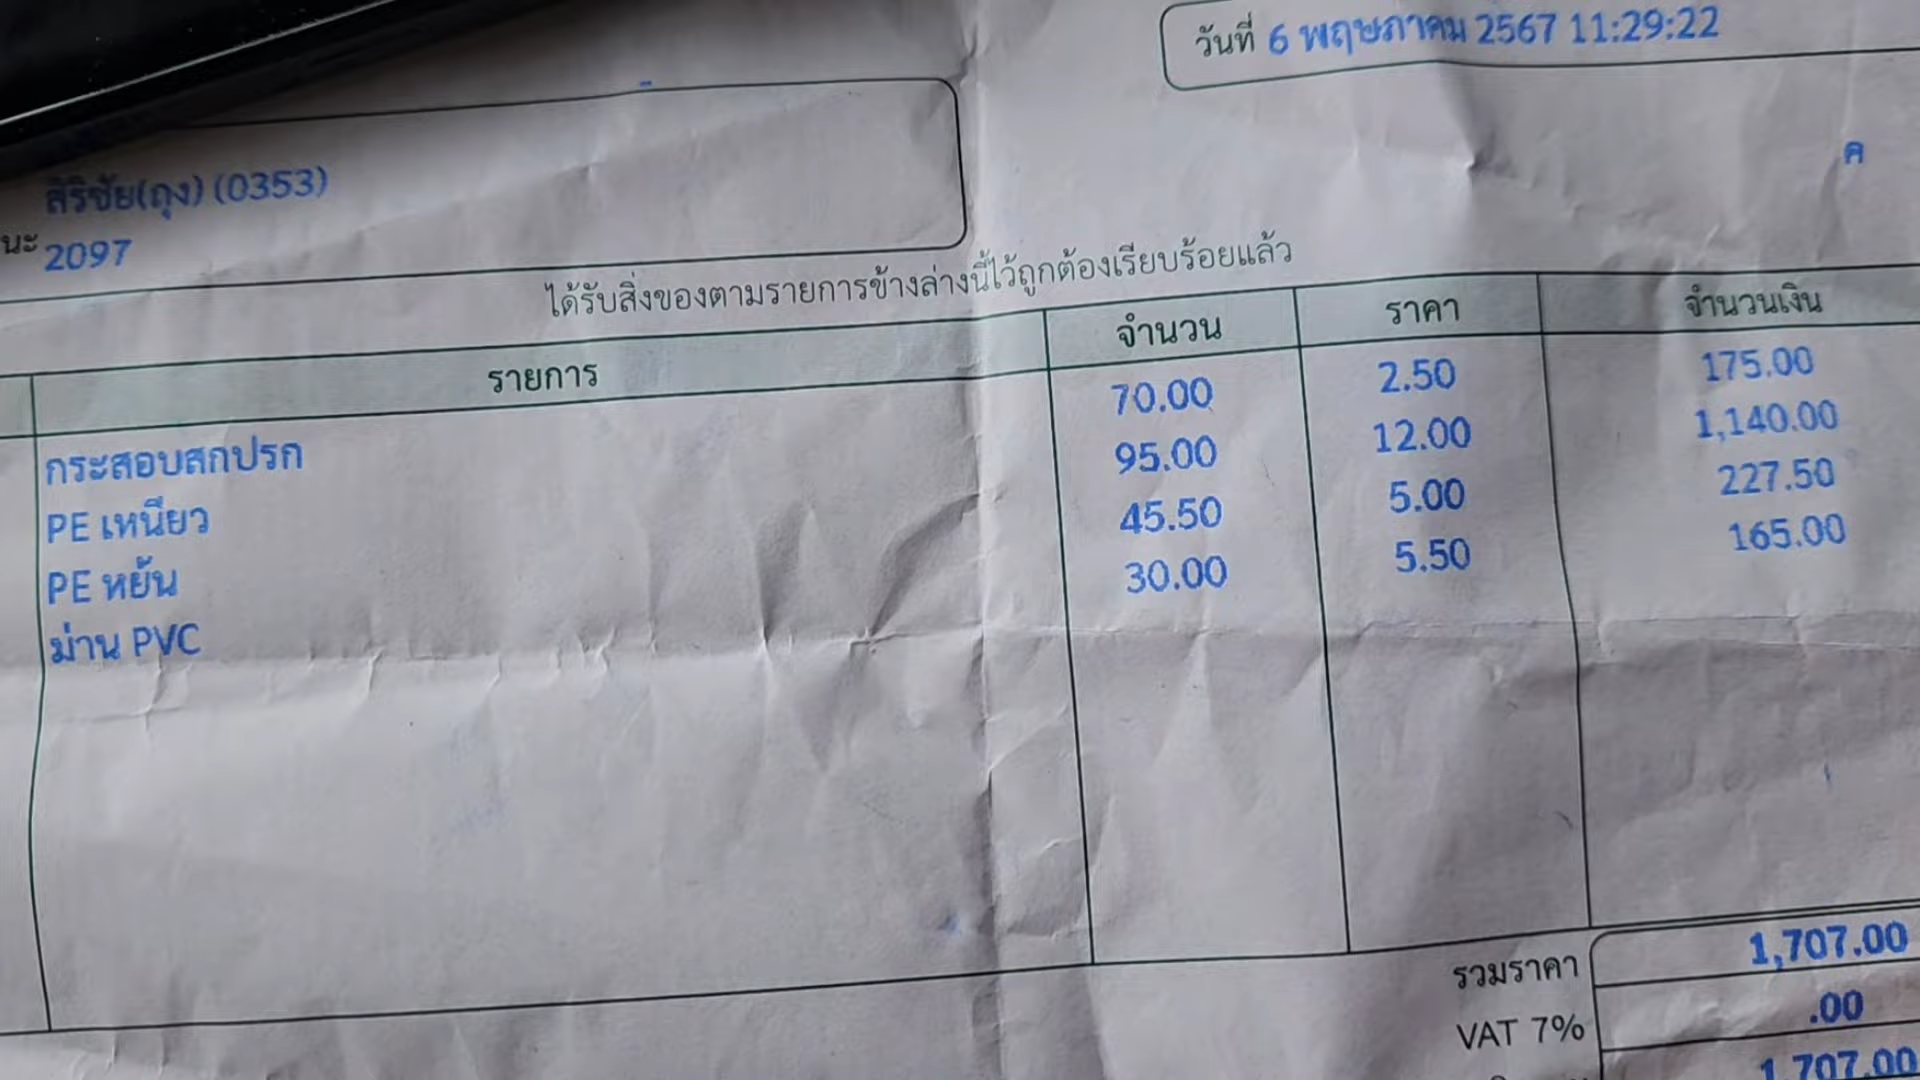 วันที่ 6 พฤษภาคม 2567 11:29:22
ค
สิริชัย(ถุง) (0353)
นะ 2097
ได้รับสิ่งของตามรายการข้างล่างนี้ไว้ถูกต้องเรียบร้อยแล้ว
รายการ จำนวน ราคา จำนวนเงิน
กระสอบสกปรก 70.00 2.50 175.00
PE เหนียว 95.00 12.00 1,140.00
PE หยิ้น 45.50 5.00 227.50
ม่าน PVC 30.00 5.50 165.00
รวมราคา 1,707.00
VAT 7% .00
1,707.00